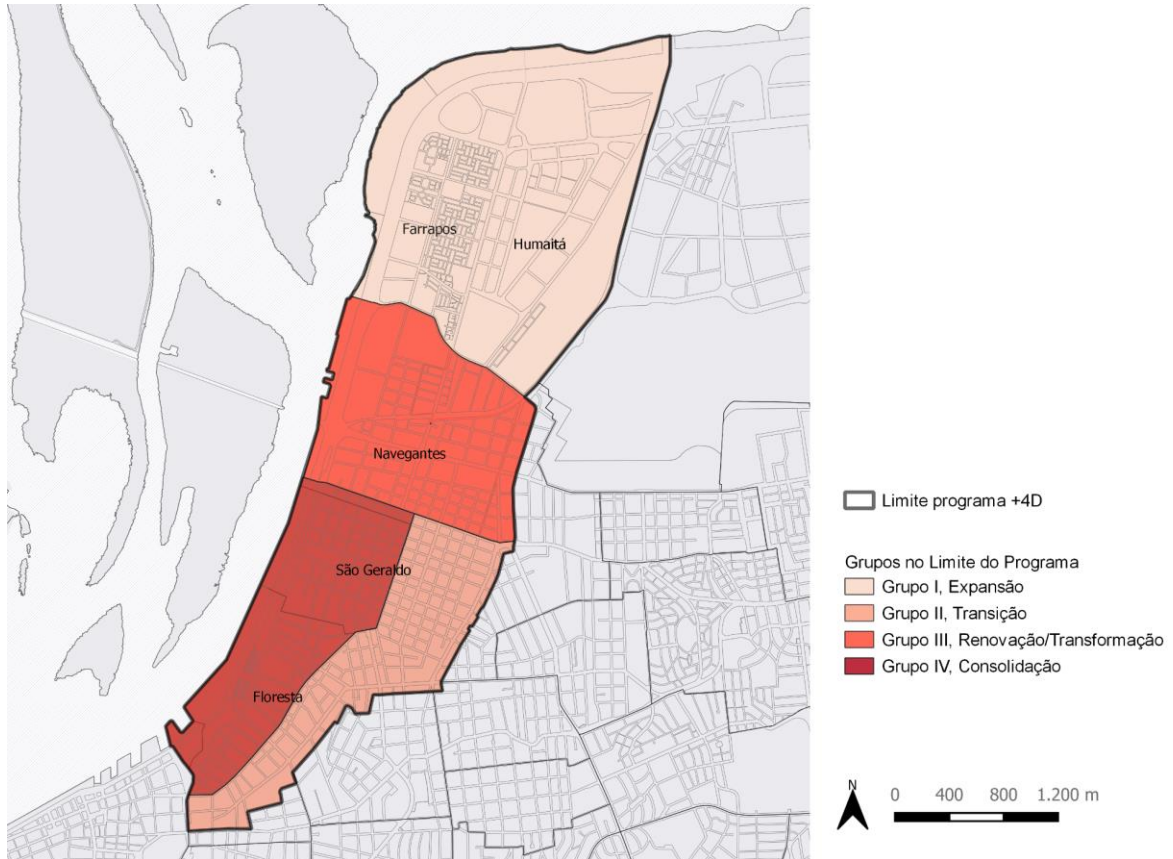 Farrapos
Humaitá
Navegantes
São Geraldo
Floresta
Limite programa +4D
Grupos no Limite do Programa
Grupo I, Expansão
Grupo II, Transição
Grupo III, Renovação/Transformação
Grupo IV, Consolidação
N
0 400 800 1.200 m